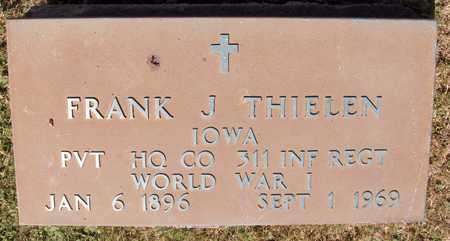 FRANK J THIELEN
IOWA
PVT HQ CO 311 INF REGT
WORLD WAR I
JAN 6 1896 SEPT 1 1969